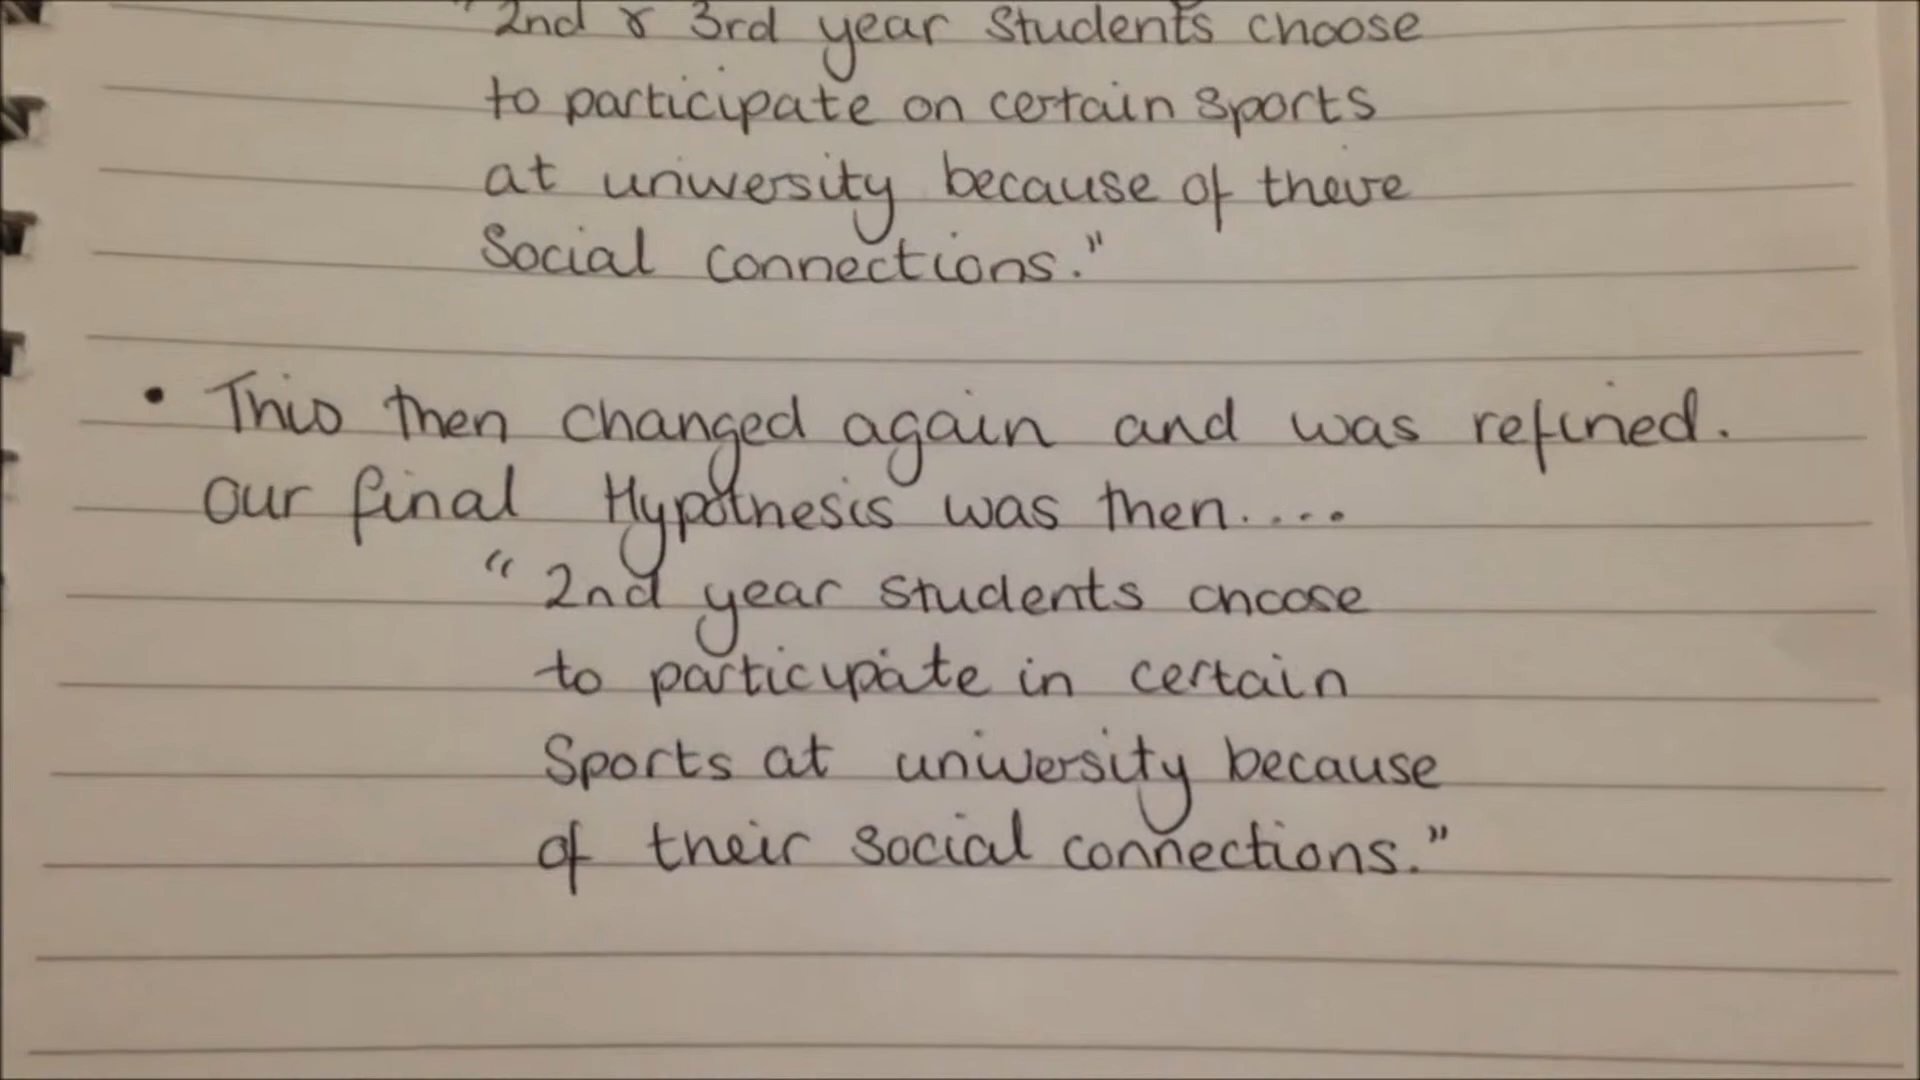 "2nd & 3rd year Students choose
to participate on certain sports
at university because of there
Social connections."
• This then changed again and was refined.
Our final Hypothesis was then....
"2nd year students choose
to participate in certain
Sports at university because
of their social connections."